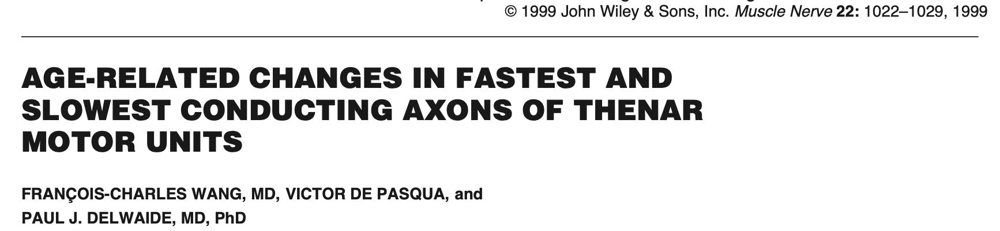 © 1999 John Wiley & Sons, Inc. Muscle Nerve 22: 1022–1029, 1999
AGE-RELATED CHANGES IN FASTEST AND
SLOWEST CONDUCTING AXONS OF THENAR
MOTOR UNITS
FRANÇOIS-CHARLES WANG, MD, VICTOR DE PASQUA, and
PAUL J. DELWAIDE, MD, PhD